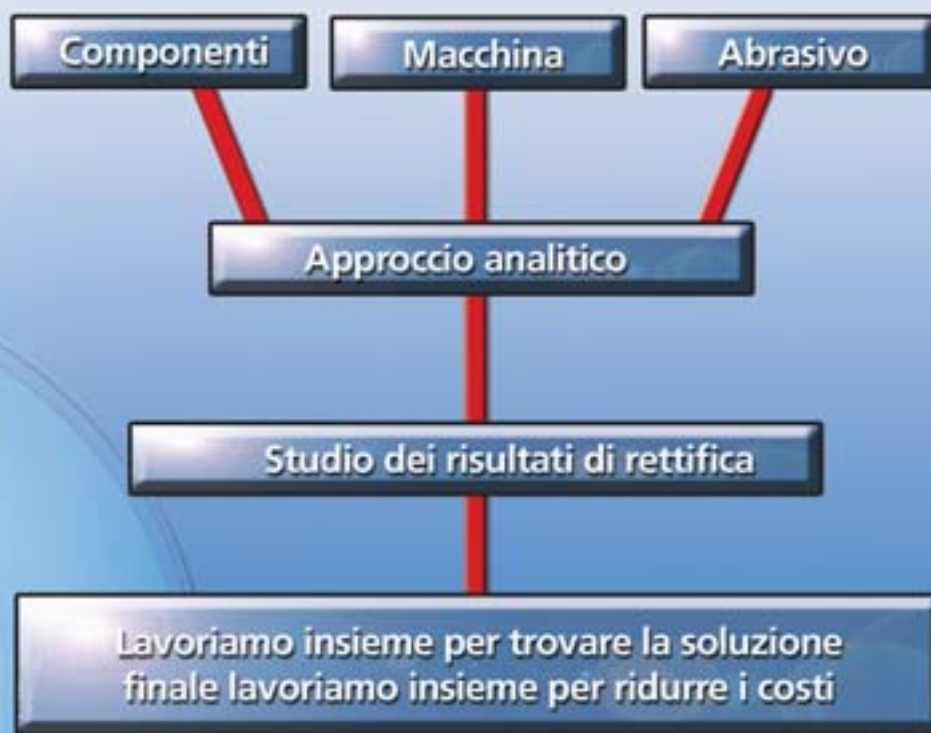 Componenti
Macchina
Abrasivo
Approccio analitico
Studio dei risultati di rettifica
Lavoriamo insieme per trovare la soluzione
finale lavoriamo insieme per ridurre i costi